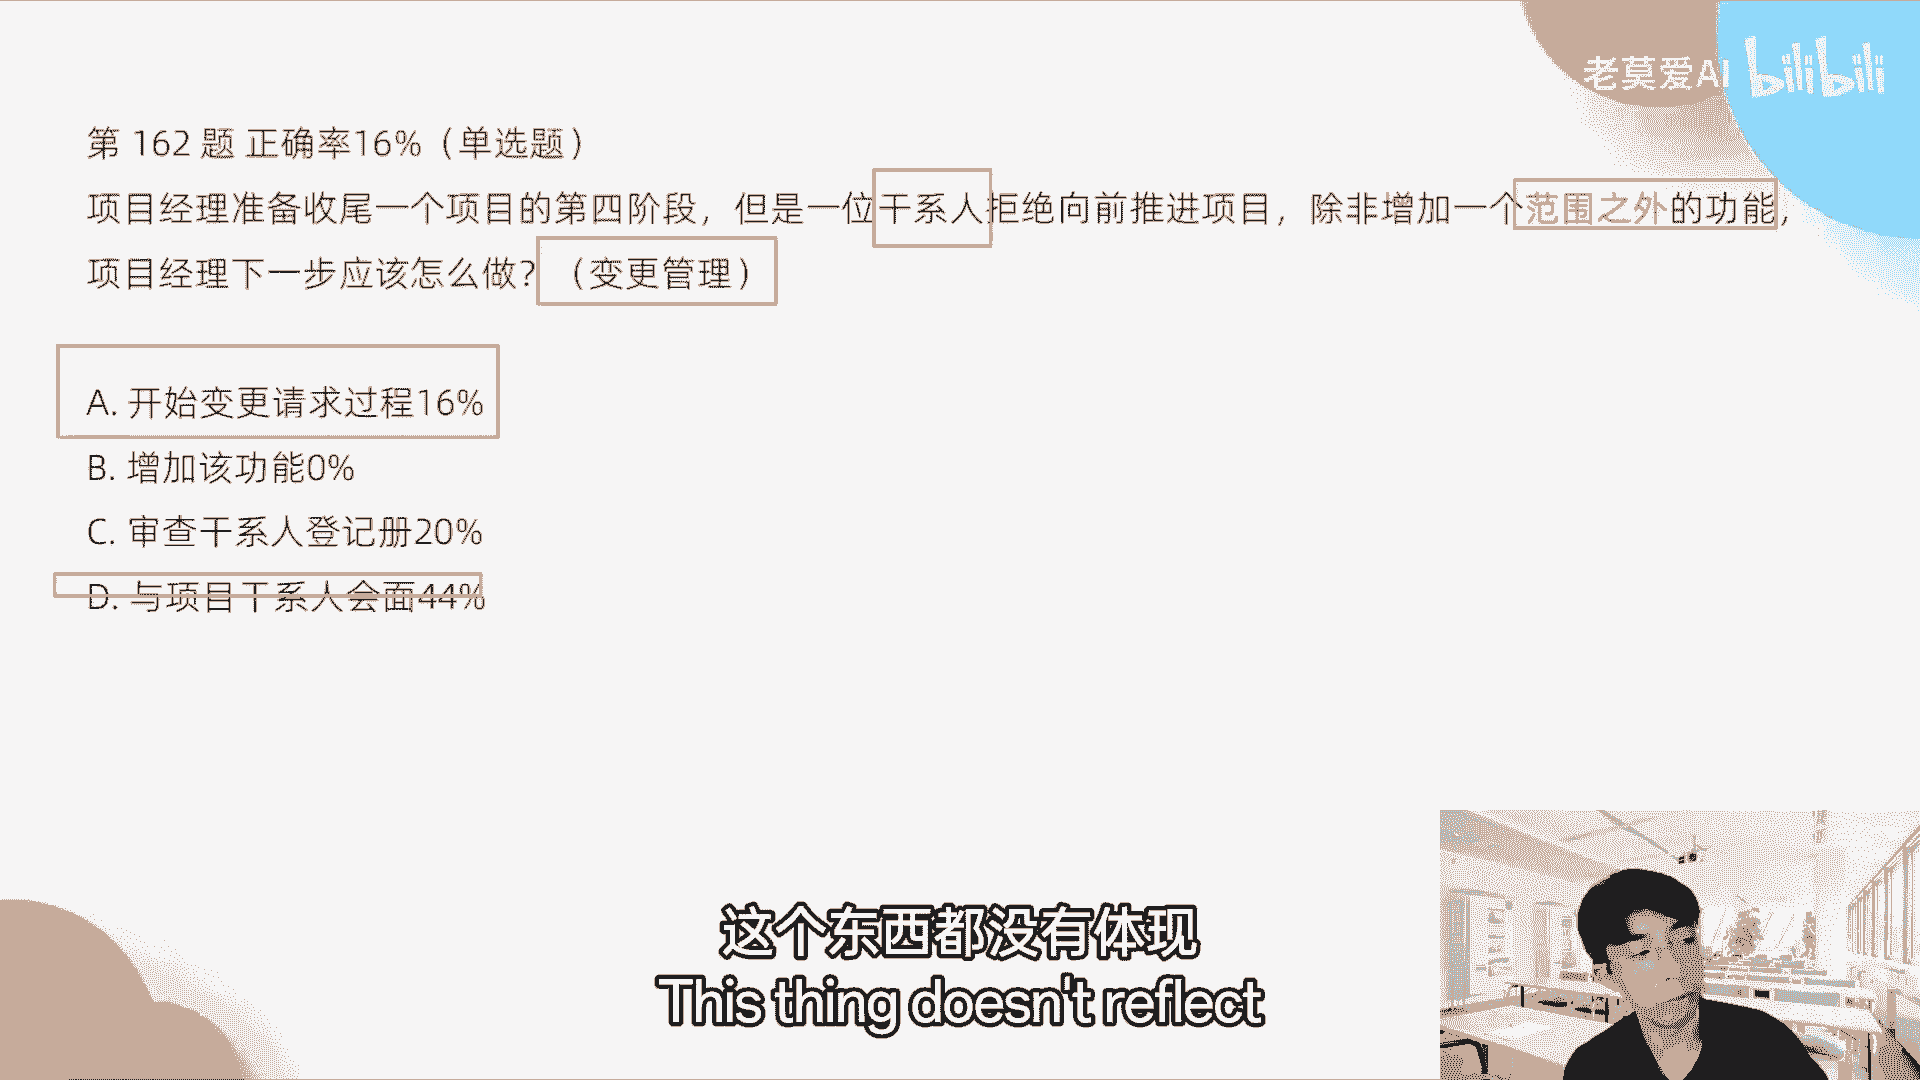 老莫爱AI bilibili
第 162 题 正确率16%（单选题）
项目经理准备收尾一个项目的第四阶段，但是一位干系人拒绝向前推进项目，除非增加一个范围之外的功能，
项目经理下一步应该怎么做？（变更管理）
A. 开始变更请求过程16%
B. 增加该功能0%
C. 审查干系人登记册20%
D. 与项目干系人会面44%
这个东西都没有体现
This thing doesn't reflect